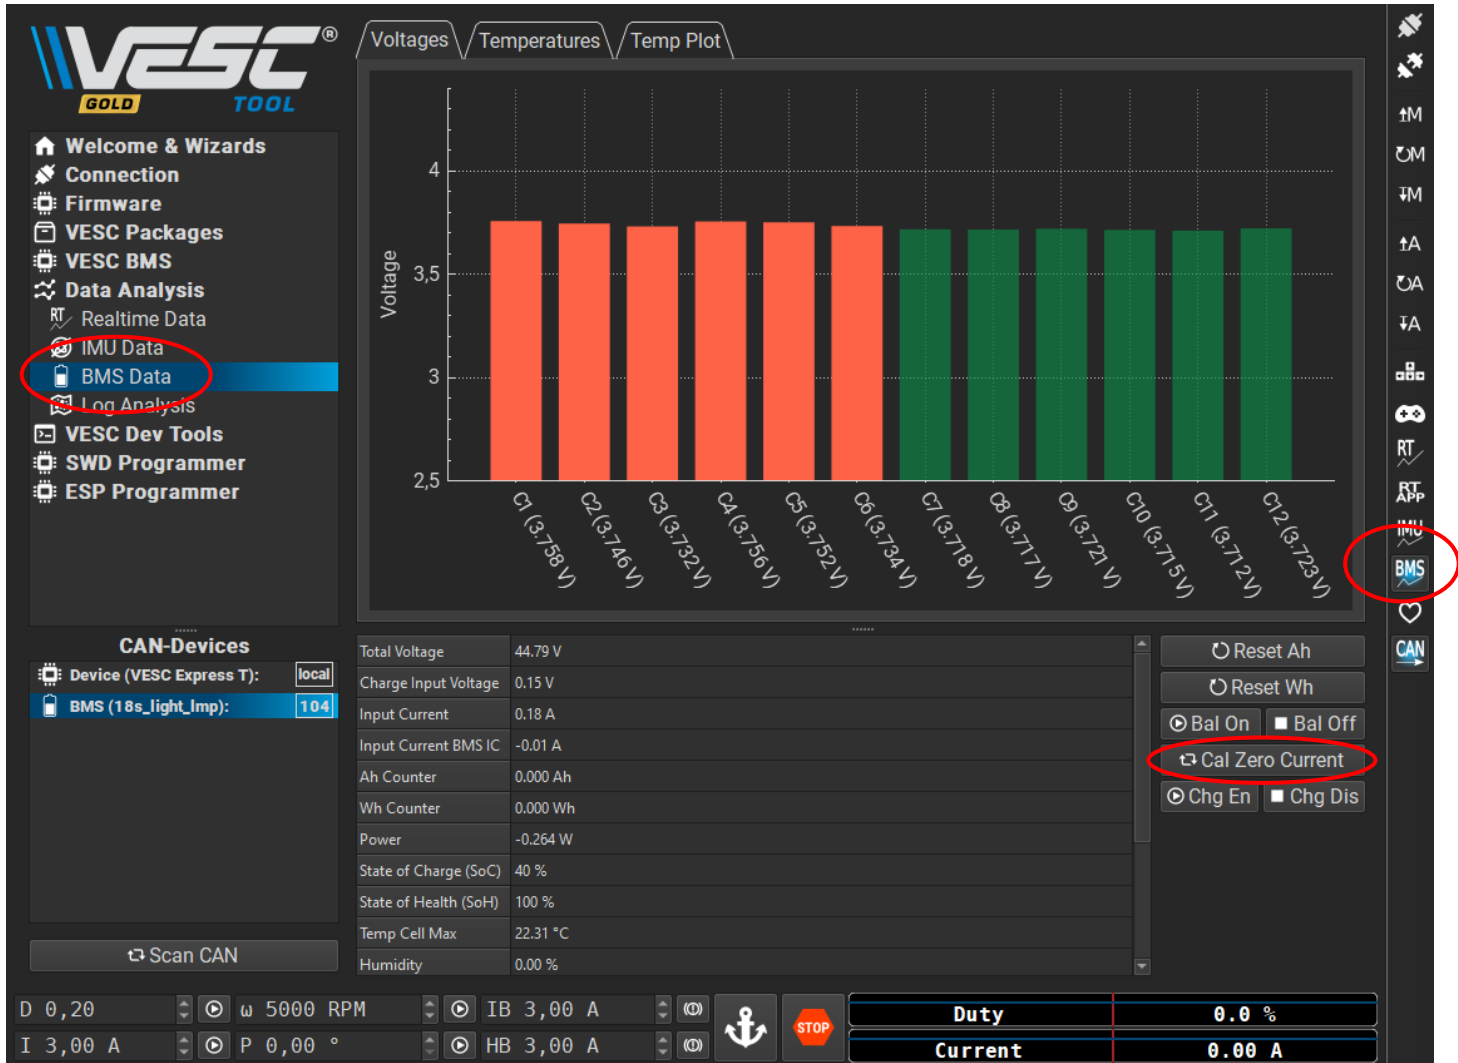 VESC®
GOLD TOOL
Welcome & Wizards
Connection
Firmware
VESC Packages
VESC BMS
Data Analysis
RT Realtime Data
IMU Data
BMS Data
Log Analysis
VESC Dev Tools
SWD Programmer
ESP Programmer
CAN-Devices
Device (VESC Express T): local
BMS (18s_light_lmp): 104
Scan CAN
Voltages Temperatures Temp Plot
Voltage
4
3,5
3
2,5
C1 (3.758 V)
C2 (3.746 V)
C3 (3.732 V)
C4 (3.756 V)
C5 (3.752 V)
C6 (3.734 V)
C7 (3.718 V)
C8 (3.717 V)
C9 (3.721 V)
C10 (3.715 V)
C11 (3.712 V)
C12 (3.723 V)
Total Voltage 44.79 V
Charge Input Voltage 0.15 V
Input Current 0.18 A
Input Current BMS IC -0.01 A
Ah Counter 0.000 Ah
Wh Counter 0.000 Wh
Power -0.264 W
State of Charge (SoC) 40 %
State of Health (SoH) 100 %
Temp Cell Max 22.31 °C
Humidity 0.00 %
Reset Ah
Reset Wh
Bal On Bal Off
Cal Zero Current
Chg En Chg Dis
M
M
M
A
A
A
RT
RT APP
IMU
BMS
CAN
D 0,20 ω 5000 RPM IB 3,00 A
I 3,00 A P 0,00 ° HB 3,00 A
STOP
Duty 0.0 %
Current 0.00 A